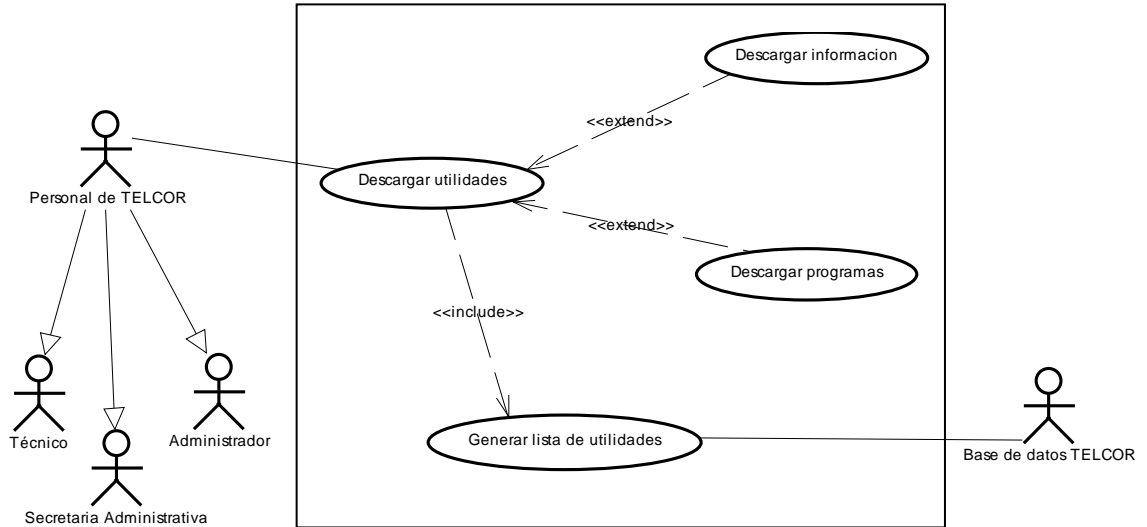 Descargar informacion
<<extend>>
Personal de TELCOR
Descargar utilidades
<<extend>>
Descargar programas
<<include>>
Técnico
Administrador
Generar lista de utilidades
Base de datos TELCOR
Secretaria Administrativa